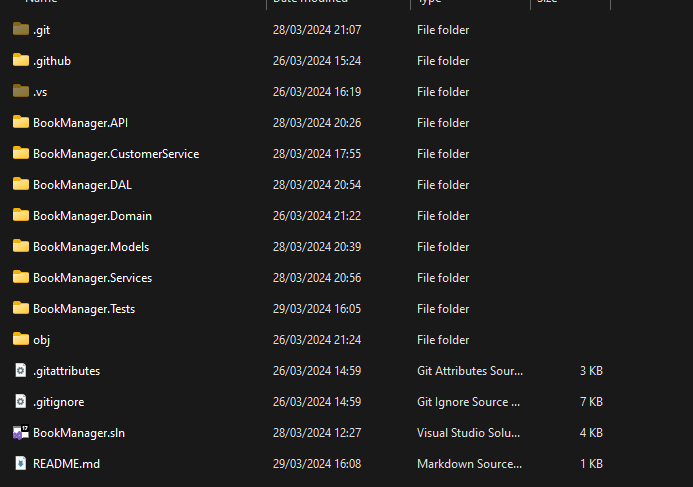 Name Date modified Type Size
.git 28/03/2024 21:07 File folder
.github 26/03/2024 15:24 File folder
.vs 26/03/2024 16:19 File folder
BookManager.API 28/03/2024 20:26 File folder
BookManager.CustomerService 28/03/2024 17:55 File folder
BookManager.DAL 28/03/2024 20:54 File folder
BookManager.Domain 26/03/2024 21:22 File folder
BookManager.Models 28/03/2024 20:39 File folder
BookManager.Services 28/03/2024 20:56 File folder
BookManager.Tests 29/03/2024 16:05 File folder
obj 26/03/2024 21:24 File folder
.gitattributes 26/03/2024 14:59 Git Attributes Sour... 3 KB
.gitignore 26/03/2024 14:59 Git Ignore Source ... 7 KB
BookManager.sln 28/03/2024 12:27 Visual Studio Solu... 4 KB
README.md 29/03/2024 16:08 Markdown Source... 1 KB